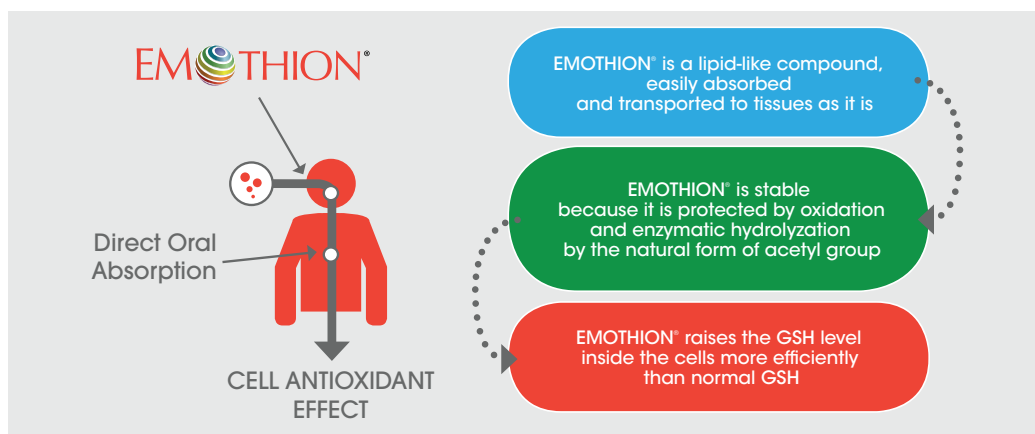 EMOTHION®
Direct Oral
Absorption
CELL ANTIOXIDANT
EFFECT
EMOTHION® is a lipid-like compound,
easily absorbed
and transported to tissues as it is
EMOTHION® is stable
because it is protected by oxidation
and enzymatic hydrolyzation
by the natural form of acetyl group
EMOTHION® raises the GSH level
inside the cells more efficiently
than normal GSH